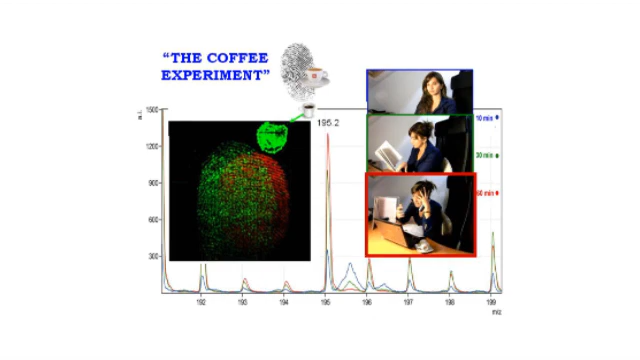 “THE COFFEE
EXPERIMENT”
1500
1200
900
600
300
195.2
10 min
30 min
60 min
192
193
194
195
196
197
198
199
m/z